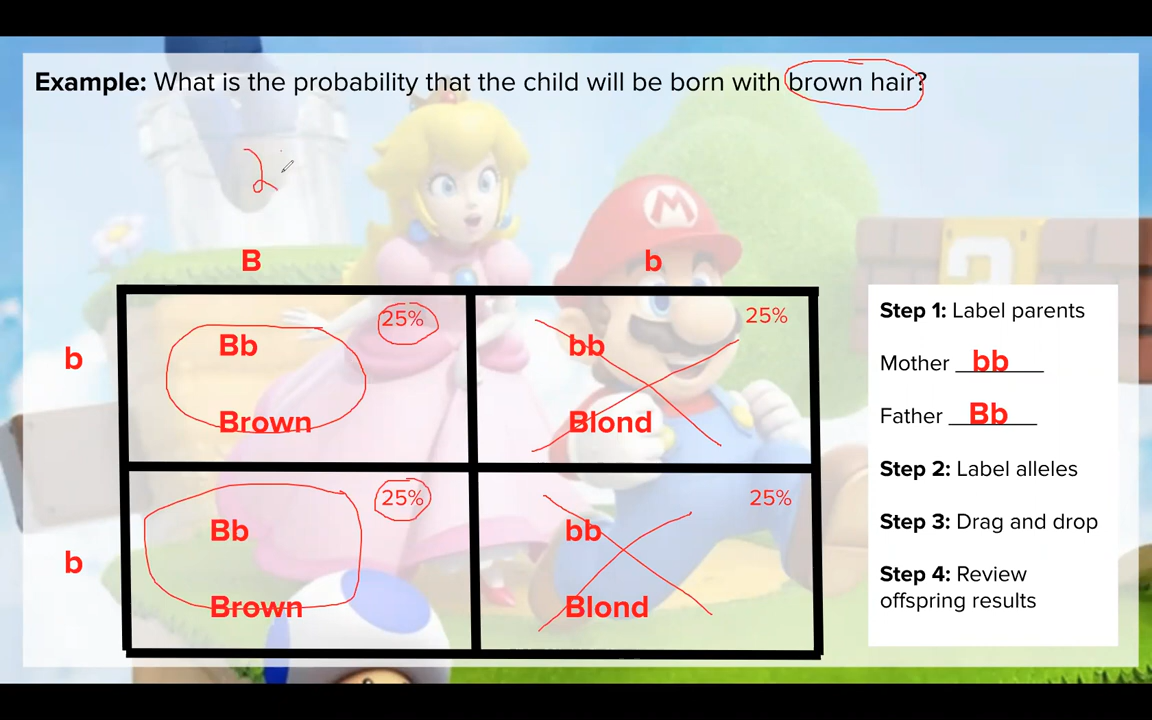 Example: What is the probability that the child will be born with brown hair?
2
B b
b
Bb
Brown
25%
bb
Blond
25%
b
Bb
Brown
25%
bb
Blond
25%
Step 1: Label parents
Mother bb
Father Bb
Step 2: Label alleles
Step 3: Drag and drop
Step 4: Review
offspring results
M
?